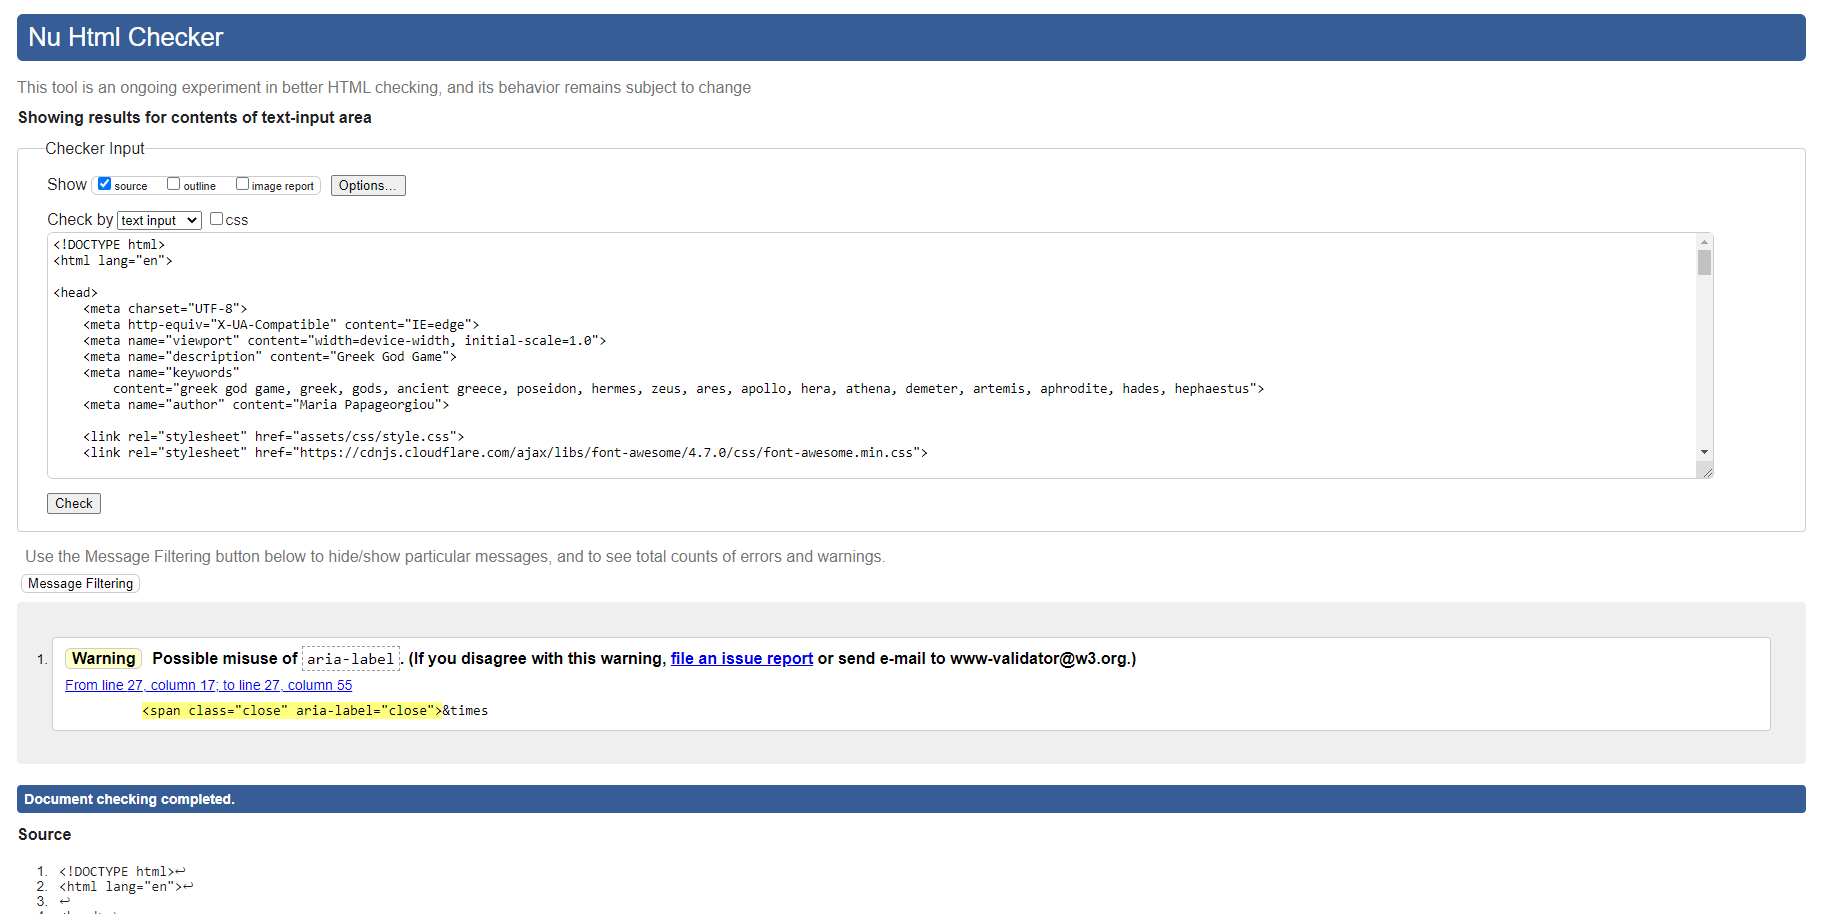 Nu Html Checker
This tool is an ongoing experiment in better HTML checking, and its behavior remains subject to change
Showing results for contents of text-input area
Checker Input
Show source outline image report Options...
Check by text input css
<!DOCTYPE html>
<html lang="en">
<head>
<meta charset="UTF-8">
<meta http-equiv="X-UA-Compatible" content="IE=edge">
<meta name="viewport" content="width=device-width, initial-scale=1.0">
<meta name="description" content="Greek God Game">
<meta name="keywords"
content="greek god game, greek, gods, ancient greece, poseidon, hermes, zeus, ares, apollo, hera, athena, demeter, artemis, aphrodite, hades, hephaestus">
<meta name="author" content="Maria Papageorgiou">
<link rel="stylesheet" href="assets/css/style.css">
<link rel="stylesheet" href="https://cdnjs.cloudflare.com/ajax/libs/font-awesome/4.7.0/css/font-awesome.min.css">
Check
Use the Message Filtering button below to hide/show particular messages, and to see total counts of errors and warnings.
Message Filtering
1. Warning Possible misuse of aria-label. (If you disagree with this warning, file an issue report or send e-mail to www-validator@w3.org.)
From line 27, column 17; to line 27, column 55
<span class="close" aria-label="close">&times
Document checking completed.
Source
1. <!DOCTYPE html>↩
2. <html lang="en">↩
3. ↩